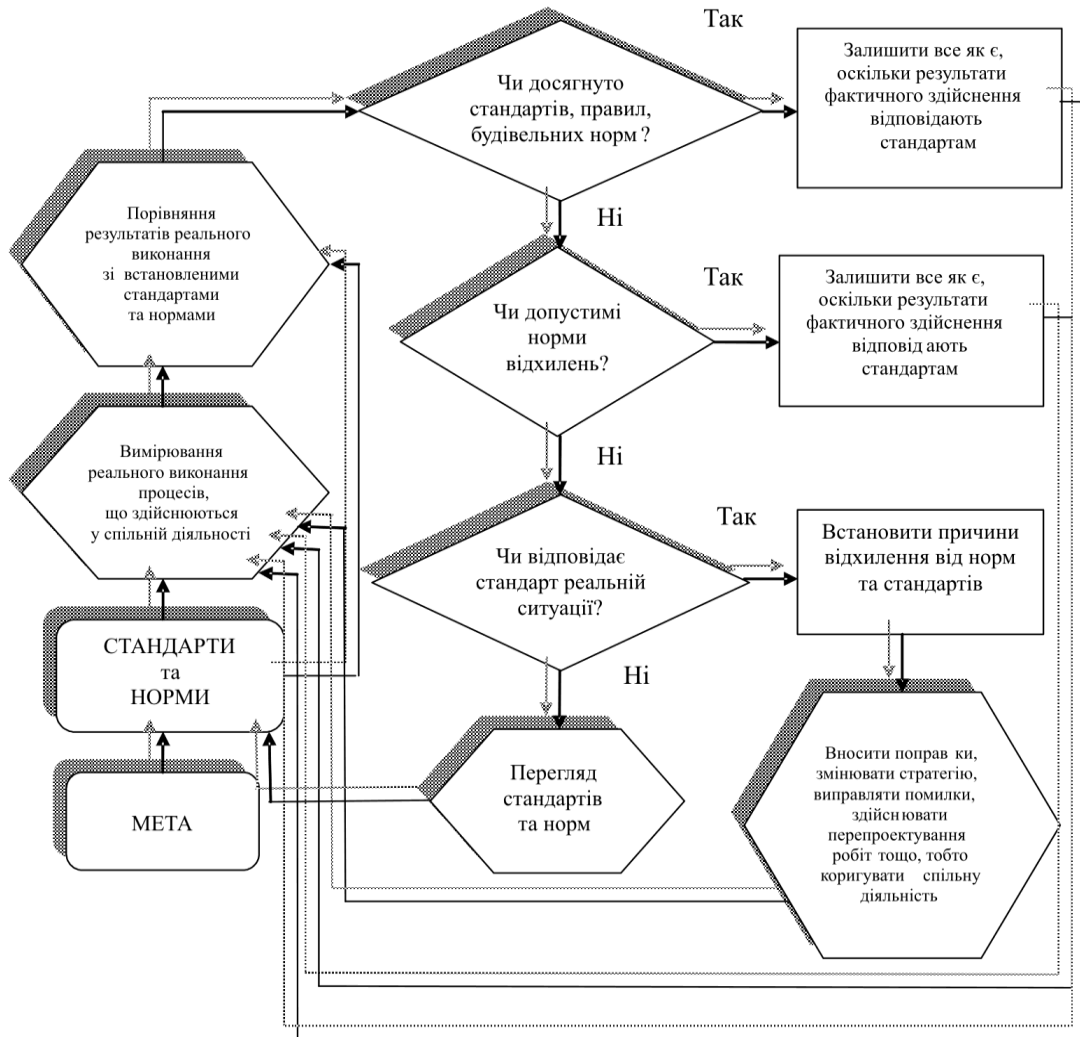 Так
Чи досягнуто
стандартів, правил,
будівельних норм ?
Залишити все як є,
оскільки результати
фактичного здійснення
відповідають
стандартам
Ні
Порівняння
результатів реального
виконання
зі встановленими
стандартами
та нормами
Так
Чи допустимі
норми
відхилень?
Залишити все як є,
оскільки результати
фактичного здійснення
відповід ають
стандартам
Ні
Вимірювання
реального виконання
процесів,
що здійснюються
у спільній діяльності
Так
Чи відповідає
стандарт реальній
ситуації?
Встановити причини
відхилення від норм
та стандартів
Ні
СТАНДАРТИ
та
НОРМИ
Перегляд
стандартів
та норм
Вносити поправ ки,
змінювати стратегію,
виправляти помилки,
здійснювати
перепроектування
робіт тощо, тобто
коригувати спільну
діяльність
МЕТА